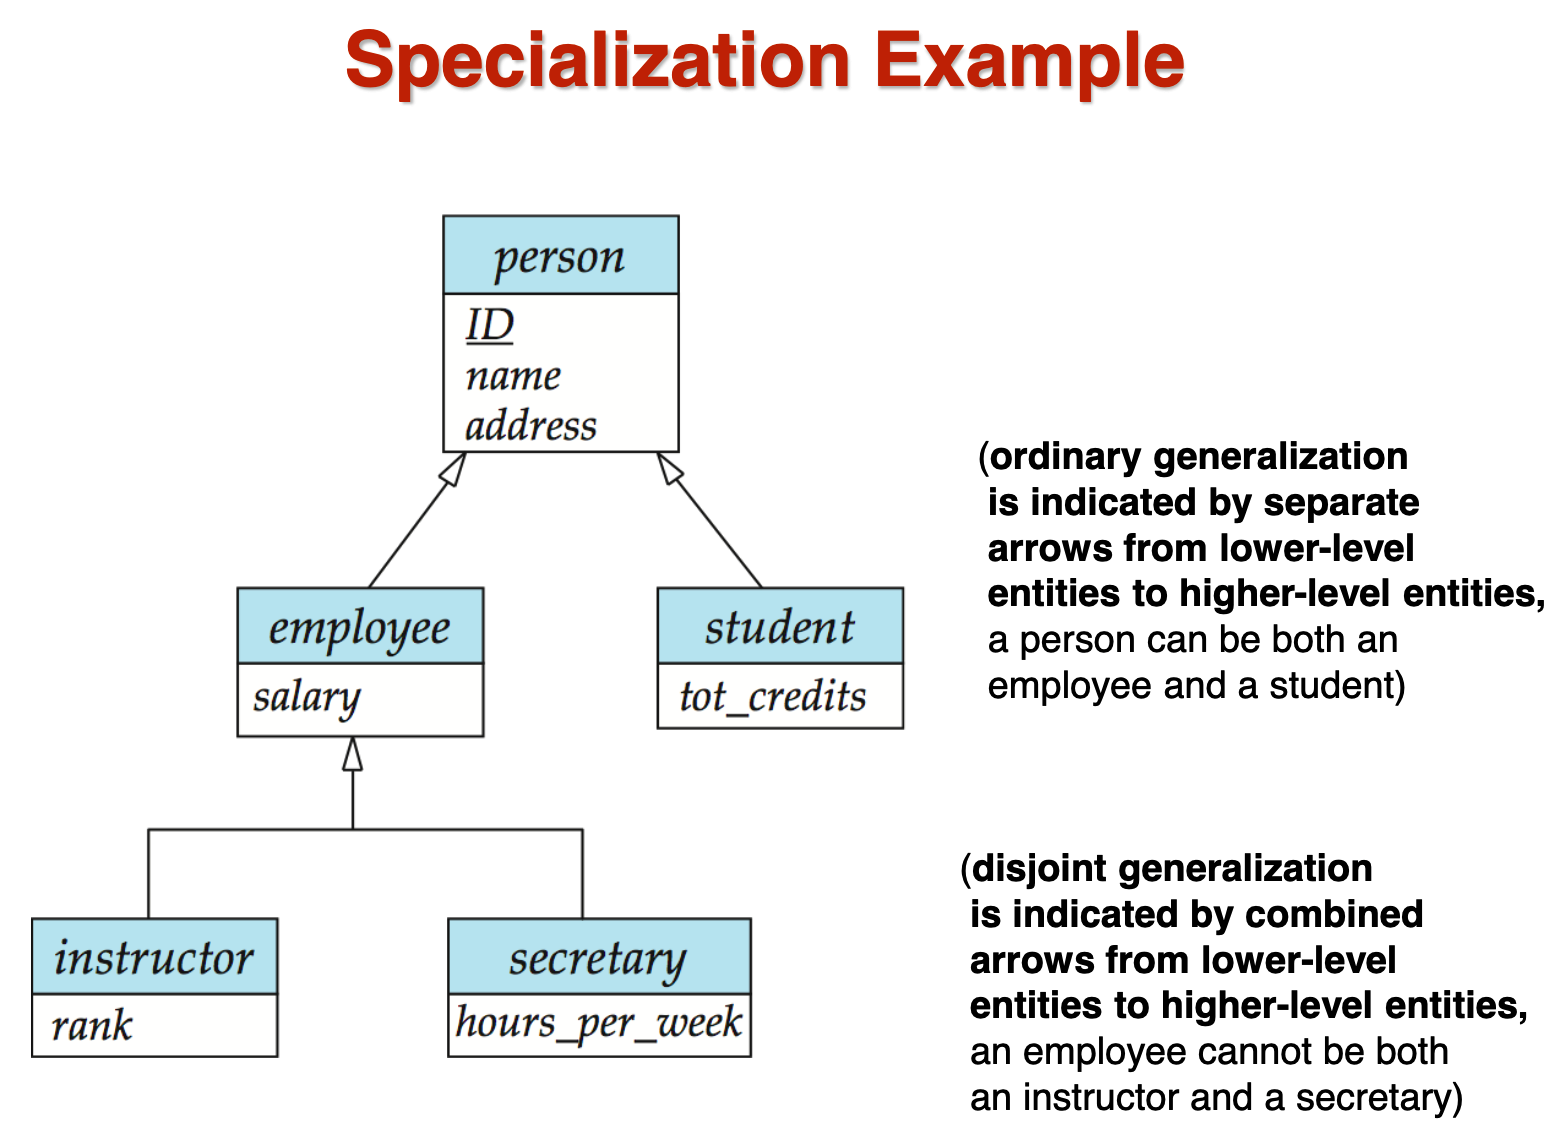 Specialization Example
person
ID
name
address
(ordinary generalization
is indicated by separate
arrows from lower-level
entities to higher-level entities,
a person can be both an
employee and a student)
employee
salary
student
tot_credits
(disjoint generalization
is indicated by combined
arrows from lower-level
entities to higher-level entities,
an employee cannot be both
an instructor and a secretary)
instructor
rank
secretary
hours_per_week